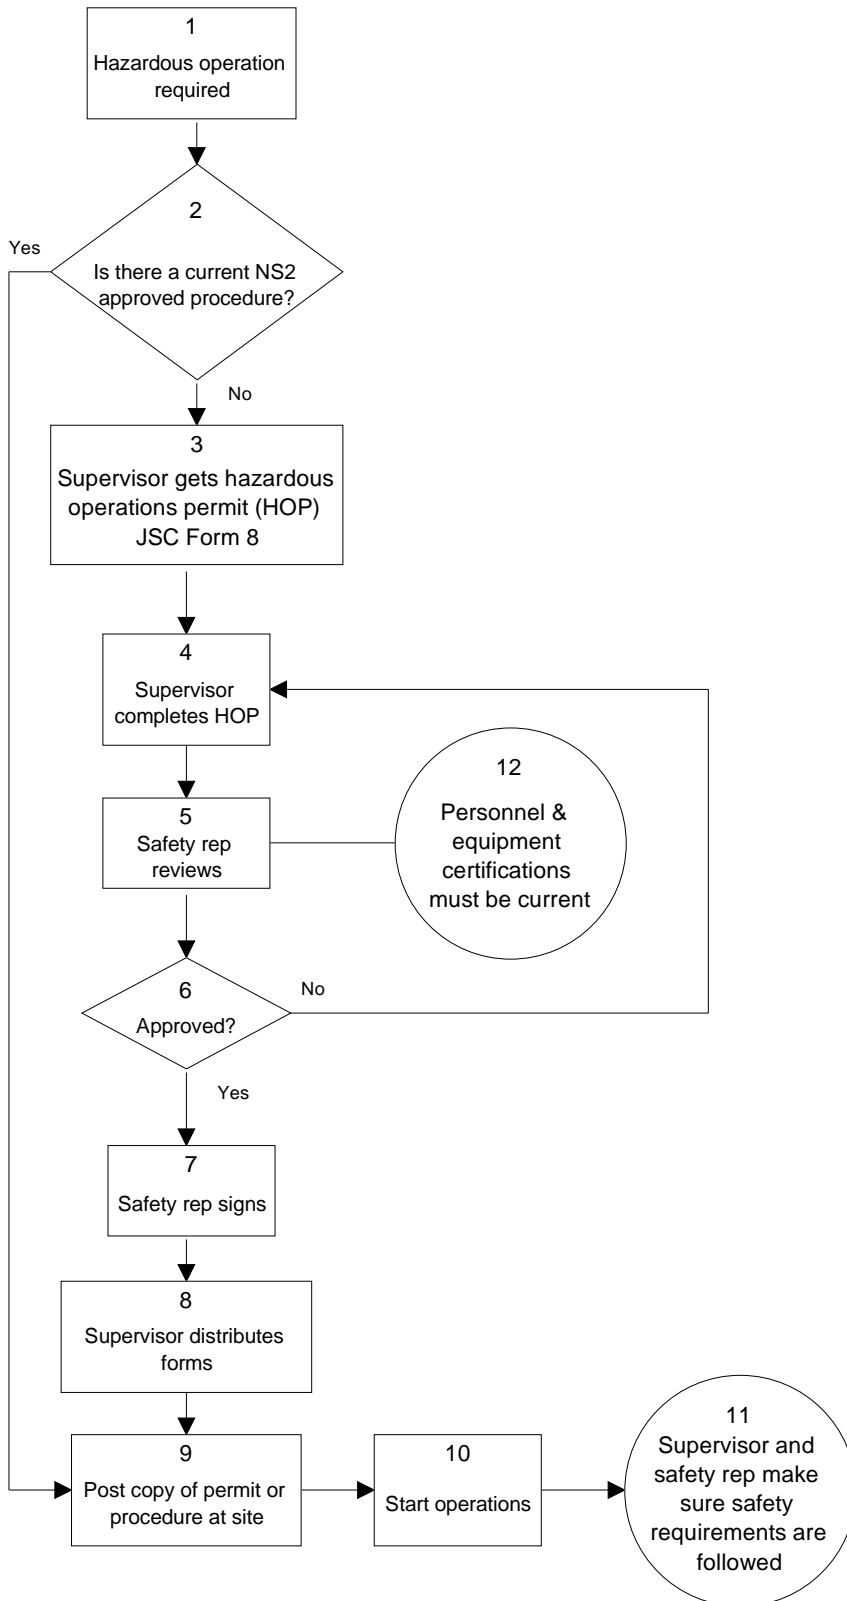 1
Hazardous operation
required
2
Yes
Is there a current NS2
approved procedure?
No
3
Supervisor gets hazardous
operations permit (HOP)
JSC Form 8
4
Supervisor
completes HOP
12
Personnel &
equipment
certifications
must be current
5
Safety rep
reviews
6
Approved?
No
Yes
7
Safety rep signs
8
Supervisor distributes
forms
9
Post copy of permit or
procedure at site
10
Start operations
11
Supervisor and
safety rep make
sure safety
requirements are
followed